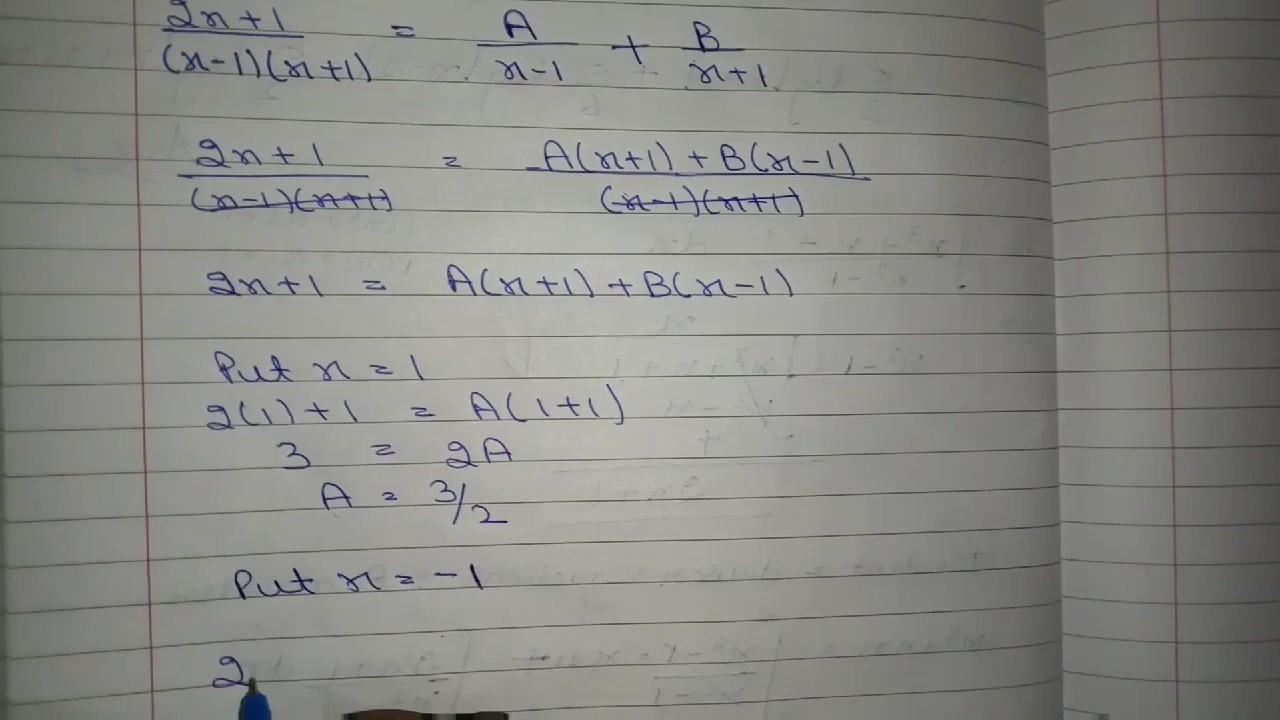 2x+1/(x-1)(x+1) = A/x-1 + B/x+1
2x+1/(x-1)(x+1) = A(x+1)+B(x-1)/(x-1)(x+1)
2x+1 = A(x+1)+B(x-1)
Put x = 1
2(1)+1 = A(1+1)
3 = 2A
A = 3/2
Put x = -1
2